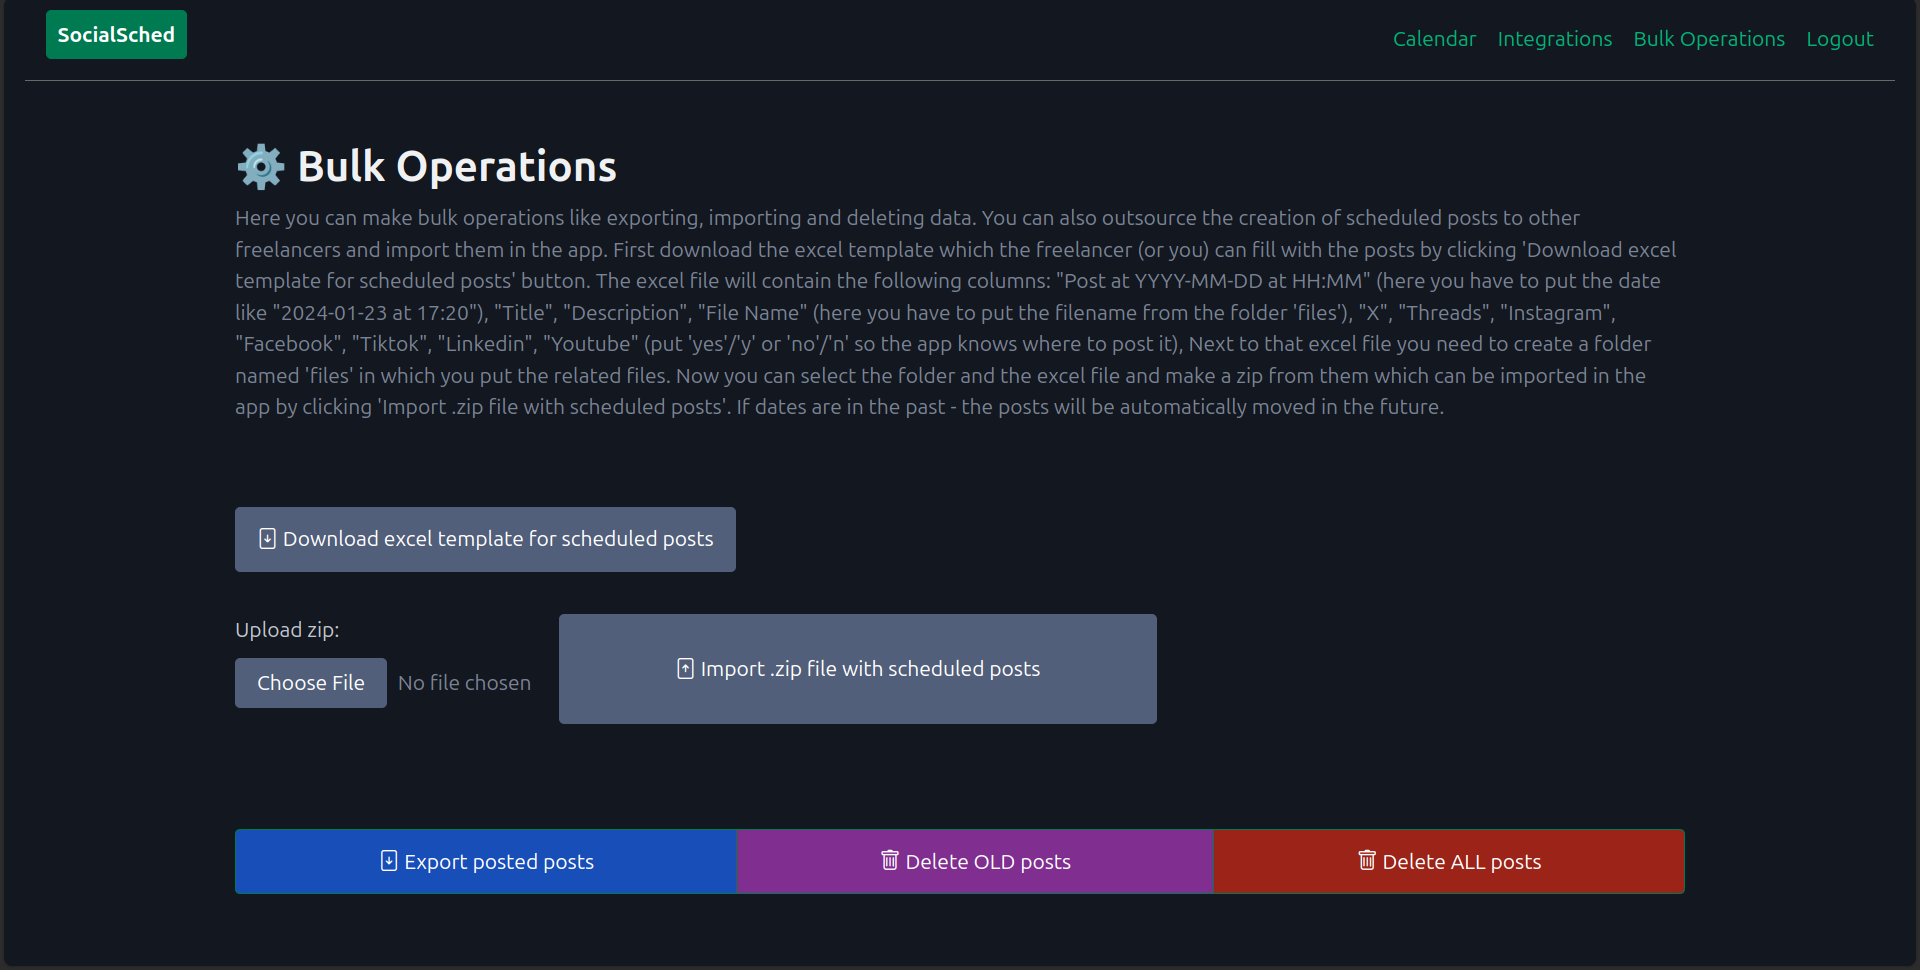 SocialSched
Calendar Integrations Bulk Operations Logout
Bulk Operations
Here you can make bulk operations like exporting, importing and deleting data. You can also outsource the creation of scheduled posts to other
freelancers and import them in the app. First download the excel template which the freelancer (or you) can fill with the posts by clicking 'Download excel
template for scheduled posts' button. The excel file will contain the following columns: "Post at YYYY-MM-DD at HH:MM" (here you have to put the date
like "2024-01-23 at 17:20"), "Title", "Description", "File Name" (here you have to put the filename from the folder 'files'), "X", "Threads", "Instagram",
"Facebook", "Tiktok", "Linkedin", "Youtube" (put 'yes'/'y' or 'no'/'n' so the app knows where to post it), Next to that excel file you need to create a folder
named 'files' in which you put the related files. Now you can select the folder and the excel file and make a zip from them which can be imported in the
app by clicking 'Import .zip file with scheduled posts'. If dates are in the past - the posts will be automatically moved in the future.
Download excel template for scheduled posts
Upload zip:
Choose File No file chosen
Import .zip file with scheduled posts
Export posted posts
Delete OLD posts
Delete ALL posts